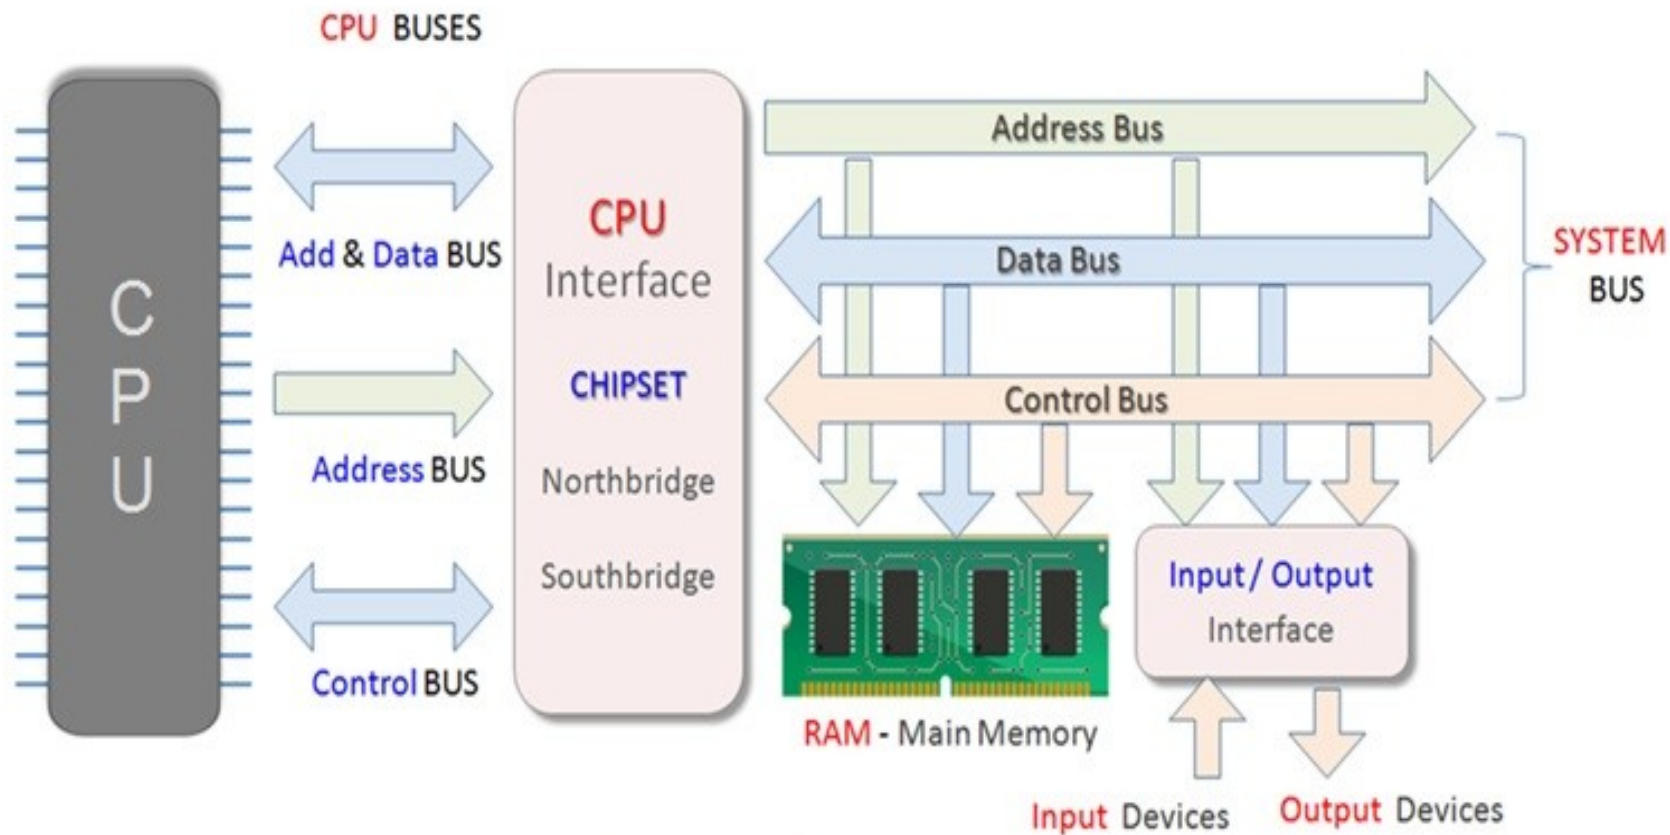 CPU BUSES
CPU
Add & Data BUS
Address BUS
Control BUS
CPU
Interface
CHIPSET
Northbridge
Southbridge
Address Bus
Data Bus
Control Bus
SYSTEM
BUS
RAM - Main Memory
Input / Output
Interface
Input Devices
Output Devices